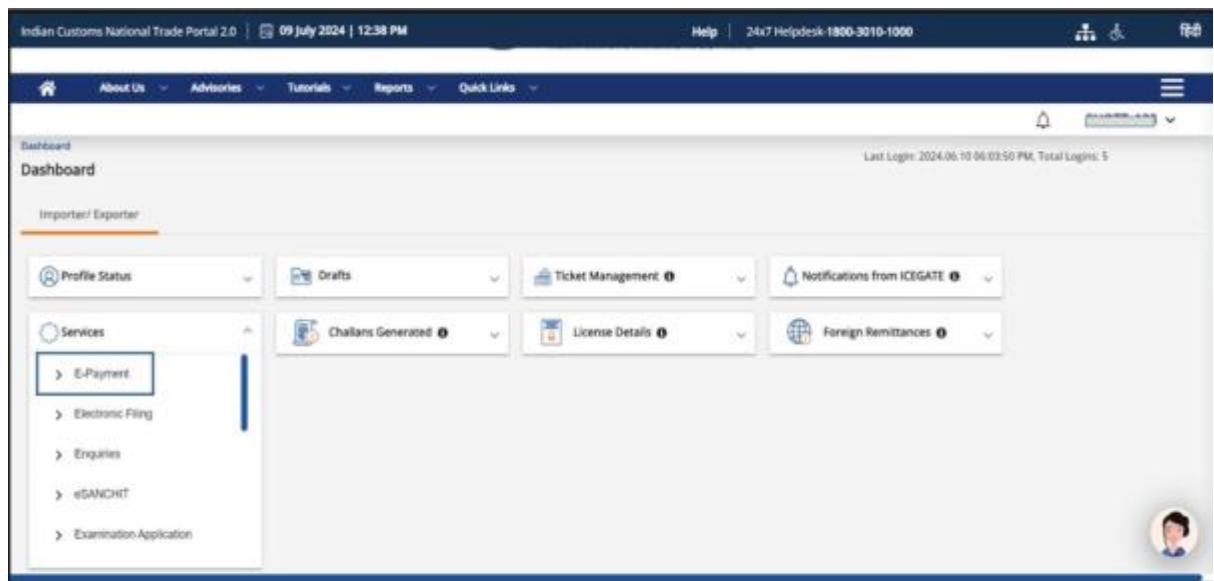 Indian Customs National Trade Portal 2.0 | 09 July 2024 | 12:38 PM Help | 24x7 Helpdesk-1800-3010-1000 हिंदी
About Us Advisories Tutorials Reports Quick Links
Dashboard
Last Login: 2024.06.10 06:03:50 PM, Total Logins: 5
Dashboard
Importer/ Exporter
Profile Status Drafts Ticket Management Notifications from ICEGATE
Services Challans Generated License Details Foreign Remittances
E-Payment
Electronic Filing
Enquiries
eSANCHIT
Examination Application